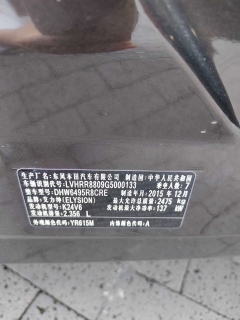 制造厂名:东风本田汽车有限公司 制造国:中华人民共和国
车辆识别代号:LVHRR8809G5000133 乘坐人数:7
整车型号:DHW6495R8CRE 制造年月:2015 年 12 月
品牌:艾力绅(ELYSION) 最大允许总质量:2475 kg
发动机型号:K24V6 发动机最大净功率:137 kW
发动机排量:2.356 L
外饰颜色代码:YR615M 内饰颜色代码:A